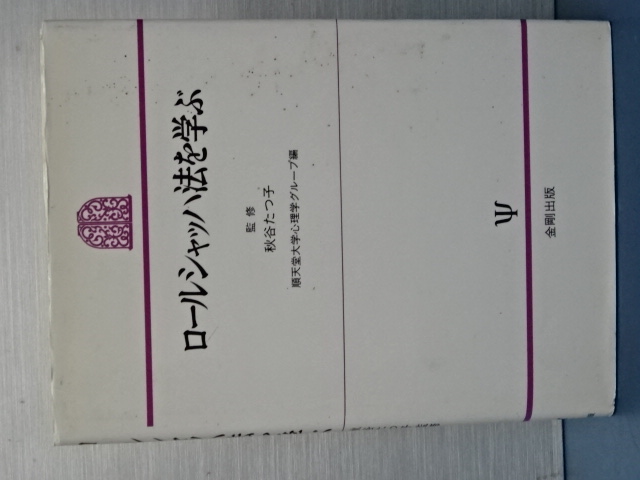 ロールシャッハ法を学ぶ
監修
秋谷たつ子
順天堂大学心理学グループ編
Ψ
金剛出版